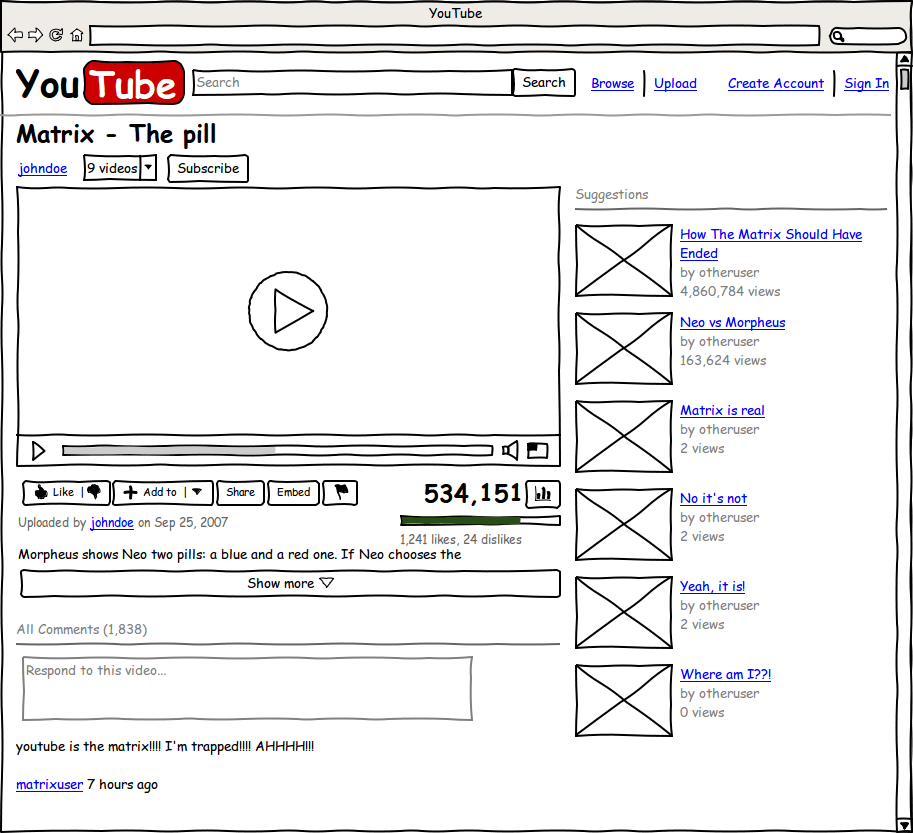 YouTube
YouTube
Search
Search
Browse
Upload
Create Account
Sign In
Matrix - The pill
johndoe
9 videos
Subscribe
Suggestions
How The Matrix Should Have
Ended
by otheruser
4,860,784 views
Neo vs Morpheus
by otheruser
163,624 views
Matrix is real
by otheruser
2 views
No it's not
by otheruser
2 views
Yeah, it is!
by otheruser
2 views
Where am I??!
by otheruser
0 views
Like
Add to
Share
Embed
534,151
Uploaded by johndoe on Sep 25, 2007
1,241 likes, 24 dislikes
Morpheus shows Neo two pills: a blue and a red one. If Neo chooses the
Show more
All Comments (1,838)
Respond to this video...
youtube is the matrix!!!! I'm trapped!!!! AHHHH!!!
matrixuser 7 hours ago